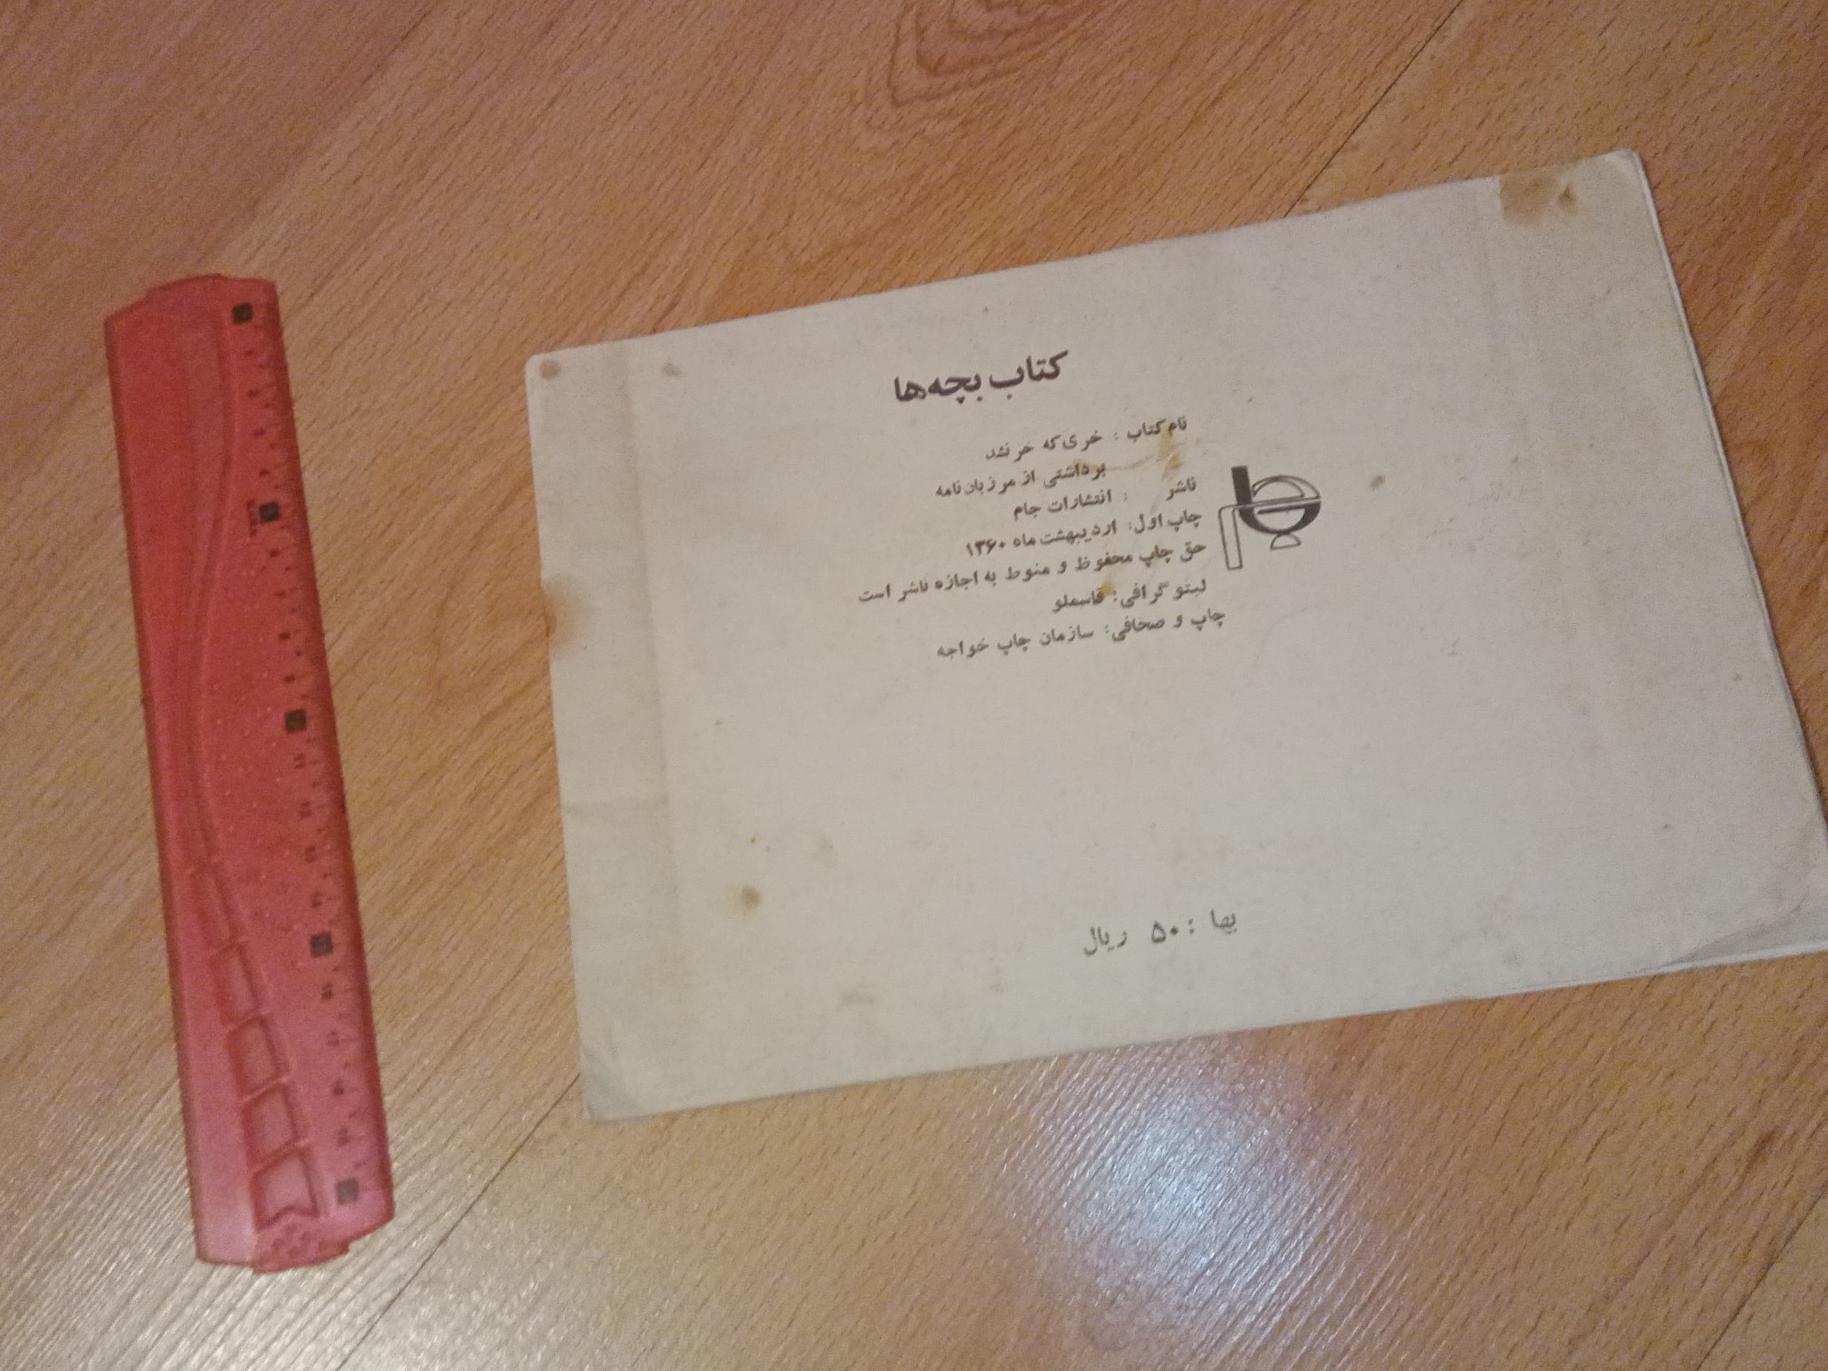 کتاب بچه‌ها
نام کتاب : خری که خر نشد
برداشتی از مرزبان‌نامه
ناشر : انتشارات جام
چاپ اول: اردیبهشت ماه ۱۳۶۰
حق چاپ محفوظ و منوط به اجازه ناشر است
لیتوگرافی: قاسملو
چاپ و صحافی: سازمان چاپ خواجه
بها : ۵۰ ریال